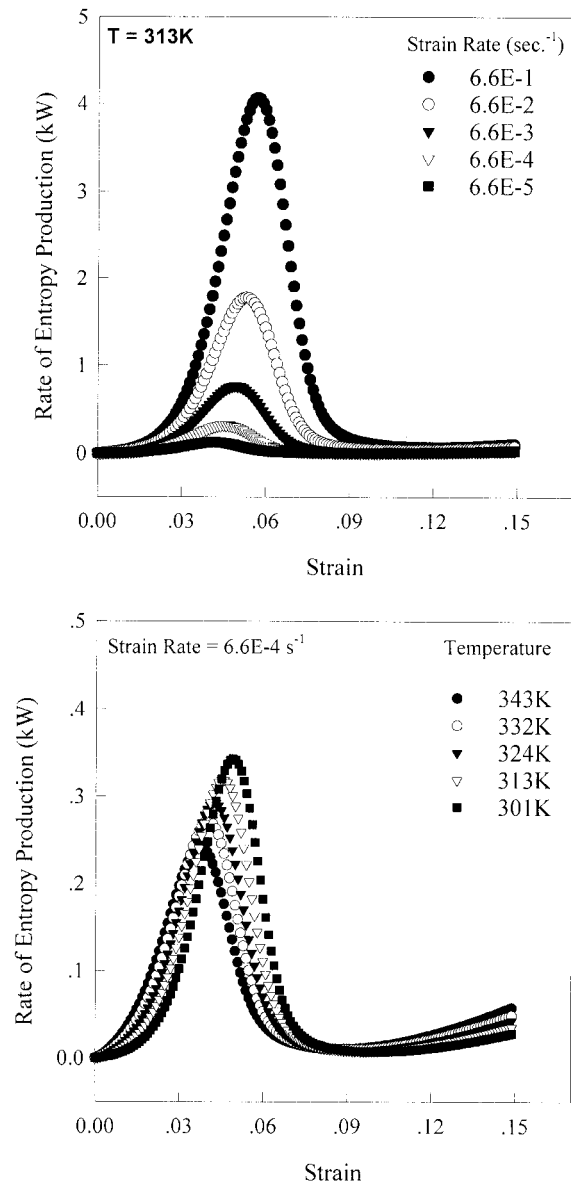 T = 313K
Strain Rate (sec.-1)
6.6E-1
6.6E-2
6.6E-3
6.6E-4
6.6E-5
Rate of Entropy Production (kW)
5
4
3
2
1
0
0.00 .03 .06 .09 .12 .15
Strain
Strain Rate = 6.6E-4 s-1
Temperature
343K
332K
324K
313K
301K
Rate of Entropy Production (kW)
.5
.4
.3
.2
.1
0.0
0.00 .03 .06 .09 .12 .15
Strain